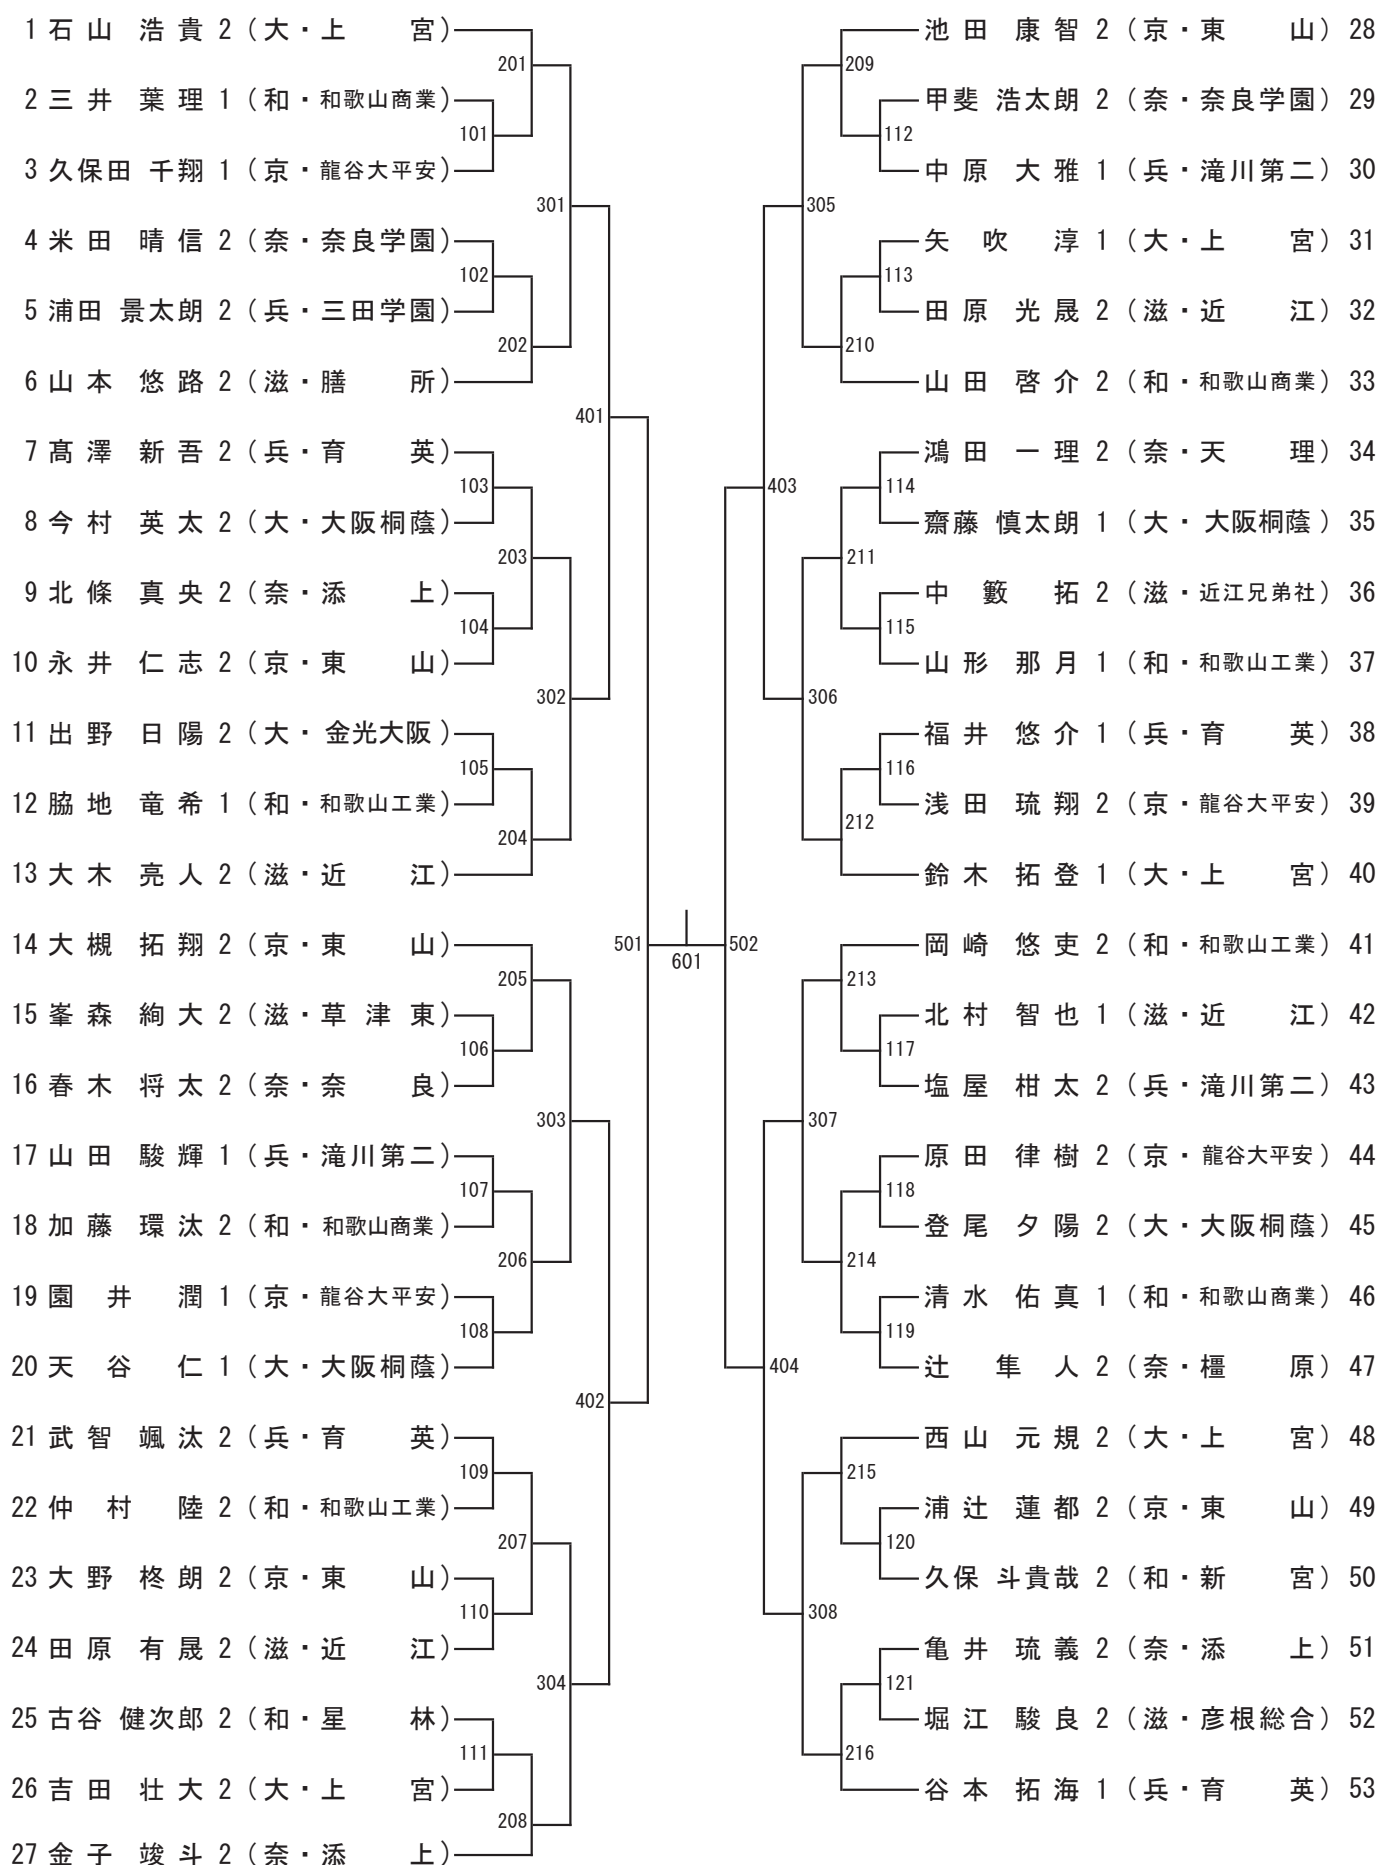 1 石山 浩貴 2 (大・上宮)
201
2 三井 葉理 1 (和・和歌山商業)
101
3 久保田 千翔 1 (京・龍谷大平安)
301
4 米田 晴信 2 (奈・奈良学園)
102
5 浦田 景太朗 2 (兵・三田学園)
202
6 山本 悠路 2 (滋・膳所)
401
7 髙澤 新吾 2 (兵・育英)
103
8 今村 英太 2 (大・大阪桐蔭)
203
9 北條 真央 2 (奈・添上)
104
10 永井 仁志 2 (京・東山)
302
11 出野 日陽 2 (大・金光大阪)
105
12 脇地 竜希 1 (和・和歌山工業)
204
13 大木 亮人 2 (滋・近江)
14 大槻 拓翔 2 (京・東山)
501
205
15 峯森 絢大 2 (滋・草津東)
106
16 春木 将太 2 (奈・奈良)
303
17 山田 駿輝 1 (兵・滝川第二)
107
18 加藤 環汰 2 (和・和歌山商業)
206
19 園井 潤 1 (京・龍谷大平安)
108
20 天谷 仁 1 (大・大阪桐蔭)
402
21 武智 颯汰 2 (兵・育英)
109
22 仲村 陸 2 (和・和歌山工業)
207
23 大野 柊朗 2 (京・東山)
110
24 田原 有晟 2 (滋・近江)
304
25 古谷 健次郎 2 (和・星林)
111
26 吉田 壮大 2 (大・上宮)
208
27 金子 竣斗 2 (奈・添上)
601
池田 康智 2 (京・東山) 28
209
甲斐 浩太朗 2 (奈・奈良学園) 29
112
中原 大雅 1 (兵・滝川第二) 30
305
矢吹 淳 1 (大・上宮) 31
113
田原 光晟 2 (滋・近江) 32
210
山田 啓介 2 (和・和歌山商業) 33
鴻田 一理 2 (奈・天理) 34
403
114
齋藤 慎太朗 1 (大・大阪桐蔭) 35
211
中籔 拓 2 (滋・近江兄弟社) 36
115
山形 那月 1 (和・和歌山工業) 37
306
福井 悠介 1 (兵・育英) 38
116
浅田 琉翔 2 (京・龍谷大平安) 39
212
鈴木 拓登 1 (大・上宮) 40
502
岡崎 悠吏 2 (和・和歌山工業) 41
213
北村 智也 1 (滋・近江) 42
117
塩屋 柑太 2 (兵・滝川第二) 43
307
原田 律樹 2 (京・龍谷大平安) 44
118
登尾 夕陽 2 (大・大阪桐蔭) 45
214
清水 佑真 1 (和・和歌山商業) 46
119
辻 隼人 2 (奈・橿原) 47
404
西山 元規 2 (大・上宮) 48
215
浦辻 蓮都 2 (京・東山) 49
120
久保 斗貴哉 2 (和・新宮) 50
308
亀井 琉義 2 (奈・添上) 51
121
堀江 駿良 2 (滋・彦根総合) 52
216
谷本 拓海 1 (兵・育英) 53